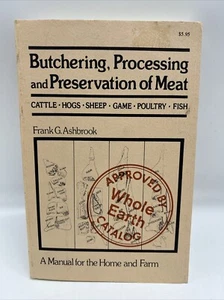 $5.95
Butchering, Processing
and Preservation of Meat
CATTLE · HOGS · SHEEP · GAME · POULTRY · FISH
Frank G. Ashbrook
APPROVED BY
Whole
Earth
CATALOG
A Manual for the Home and Farm